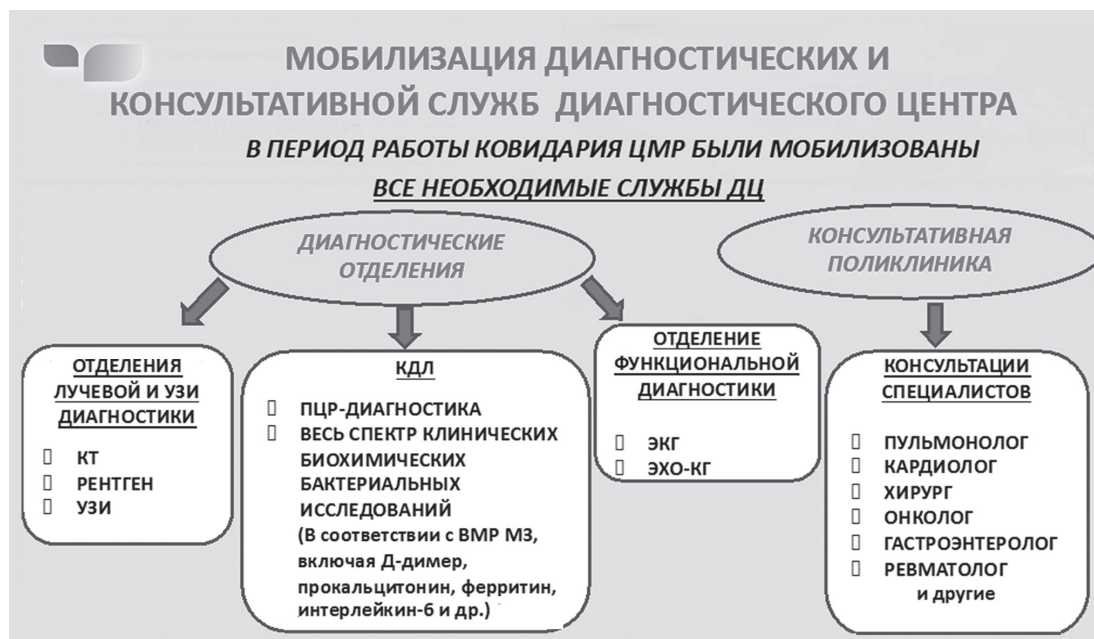 МОБИЛИЗАЦИЯ ДИАГНОСТИЧЕСКИХ И
КОНСУЛЬТАТИВНОЙ СЛУЖБ ДИАГНОСТИЧЕСКОГО ЦЕНТРА
В ПЕРИОД РАБОТЫ КОВИДАРИЯ ЦМР БЫЛИ МОБИЛИЗОВАНЫ
ВСЕ НЕОБХОДИМЫЕ СЛУЖБЫ ДЦ
ДИАГНОСТИЧЕСКИЕ
ОТДЕЛЕНИЯ
КОНСУЛЬТАТИВНАЯ
ПОЛИКЛИНИКА
ОТДЕЛЕНИЯ
ЛУЧЕВОЙ И УЗИ
ДИАГНОСТИКИ
КТ
РЕНТГЕН
УЗИ
КДЛ
ПЦР-ДИАГНОСТИКА
ВЕСЬ СПЕКТР КЛИНИЧЕСКИХ
БИОХИМИЧЕСКИХ
БАКТЕРИАЛЬНЫХ
ИССЛЕДОВАНИЙ
(В соответствии с ВМР МЗ,
включая Д-димер,
прокальцитонин, ферритин,
интерлейкин-6 и др.)
ОТДЕЛЕНИЕ
ФУНКЦИОНАЛЬНОЙ
ДИАГНОСТИКИ
ЭКГ
ЭХО-КГ
КОНСУЛЬТАЦИИ
СПЕЦИАЛИСТОВ
ПУЛЬМОНОЛОГ
КАРДИОЛОГ
ХИРУРГ
ОНКОЛОГ
ГАСТРОЭНТЕРОЛОГ
РЕВМАТОЛОГ
и другие